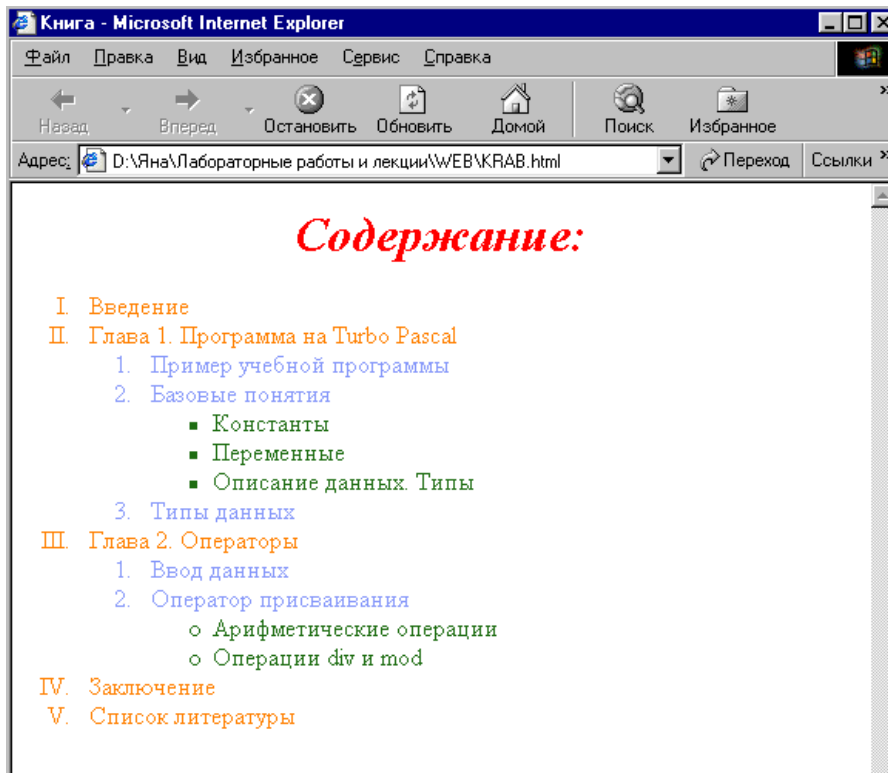 Книга - Microsoft Internet Explorer
Файл Правка Вид Избранное Сервис Справка
Назад Вперед Остановить Обновить Домой Поиск Избранное »
Адрес: D:\Яна\Лабораторные работы и лекции\WEB\KRAB.html Переход Ссылки »
Содержание:
I. Введение
II. Глава 1. Программа на Turbo Pascal
1. Пример учебной программы
2. Базовые понятия
▪ Константы
▪ Переменные
▪ Описание данных. Типы
3. Типы данных
III. Глава 2. Операторы
1. Ввод данных
2. Оператор присваивания
o Арифметические операции
o Операции div и mod
IV. Заключение
V. Список литературы